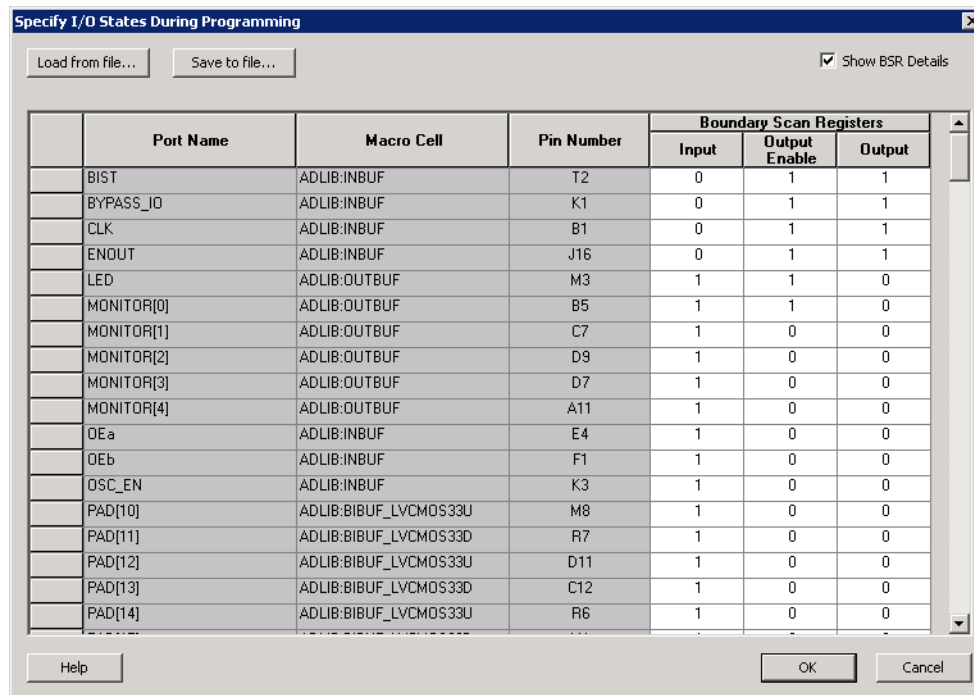 Specify I/O States During Programming
Load from file... Save to file... Show BSR Details
Port Name Macro Cell Pin Number Boundary Scan Registers
Input Output Enable Output
BIST ADLIB:INBUF T2 0 1 1
BYPASS_IO ADLIB:INBUF K1 0 1 1
CLK ADLIB:INBUF B1 0 1 1
ENOUT ADLIB:INBUF J16 0 1 1
LED ADLIB:OUTBUF M3 1 1 0
MONITOR[0] ADLIB:OUTBUF B5 1 1 0
MONITOR[1] ADLIB:OUTBUF C7 1 0 0
MONITOR[2] ADLIB:OUTBUF D9 1 0 0
MONITOR[3] ADLIB:OUTBUF D7 1 0 0
MONITOR[4] ADLIB:OUTBUF A11 1 0 0
OEa ADLIB:INBUF E4 1 0 0
OEb ADLIB:INBUF F1 1 0 0
OSC_EN ADLIB:INBUF K3 1 0 0
PAD[10] ADLIB:BIBUF_LVCMOS33U M8 1 0 0
PAD[11] ADLIB:BIBUF_LVCMOS33D R7 1 0 0
PAD[12] ADLIB:BIBUF_LVCMOS33U D11 1 0 0
PAD[13] ADLIB:BIBUF_LVCMOS33D C12 1 0 0
PAD[14] ADLIB:BIBUF_LVCMOS33U R6 1 0 0
Help OK Cancel